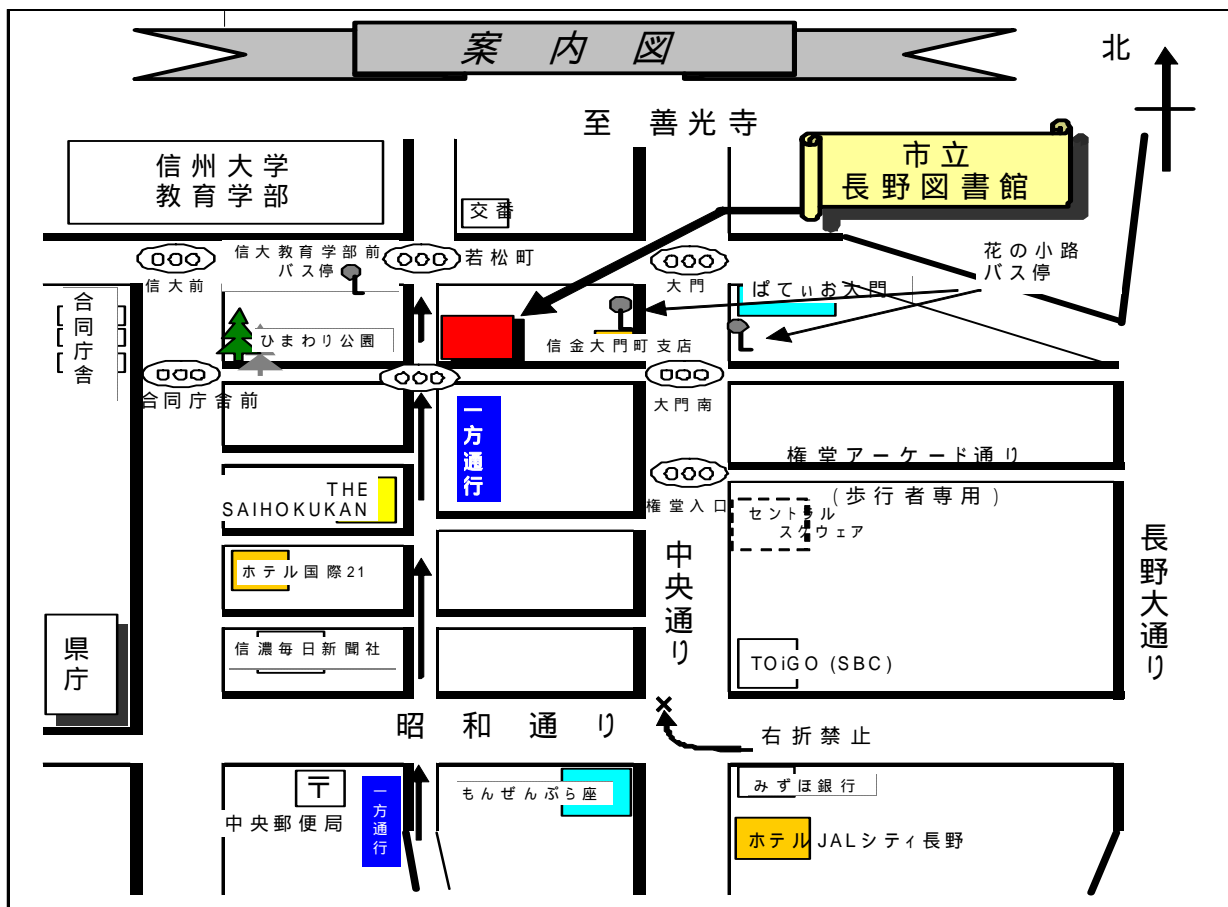 案内図
北
至 善光寺
市立
長野図書館
信州大学
教育学部
交番
信大教育学部前
バス停
若松町
信大前
大門
花の小路
バス停
ぱてぃお大門
合同庁舎
ひまわり公園
信金大門町支店
合同庁舎前
大門南
一方通行
権堂アーケード通り
(歩行者専用)
THE
SAIHOKUKAN
権堂入口
セントラル
スクウェア
ホテル国際21
中央通り
長野大通り
県庁
信濃毎日新聞社
TOiGO (SBC)
昭和通り
右折禁止
〒
中央郵便局
一方通行
もんぜんぷら座
みずほ銀行
ホテルJALシティ長野